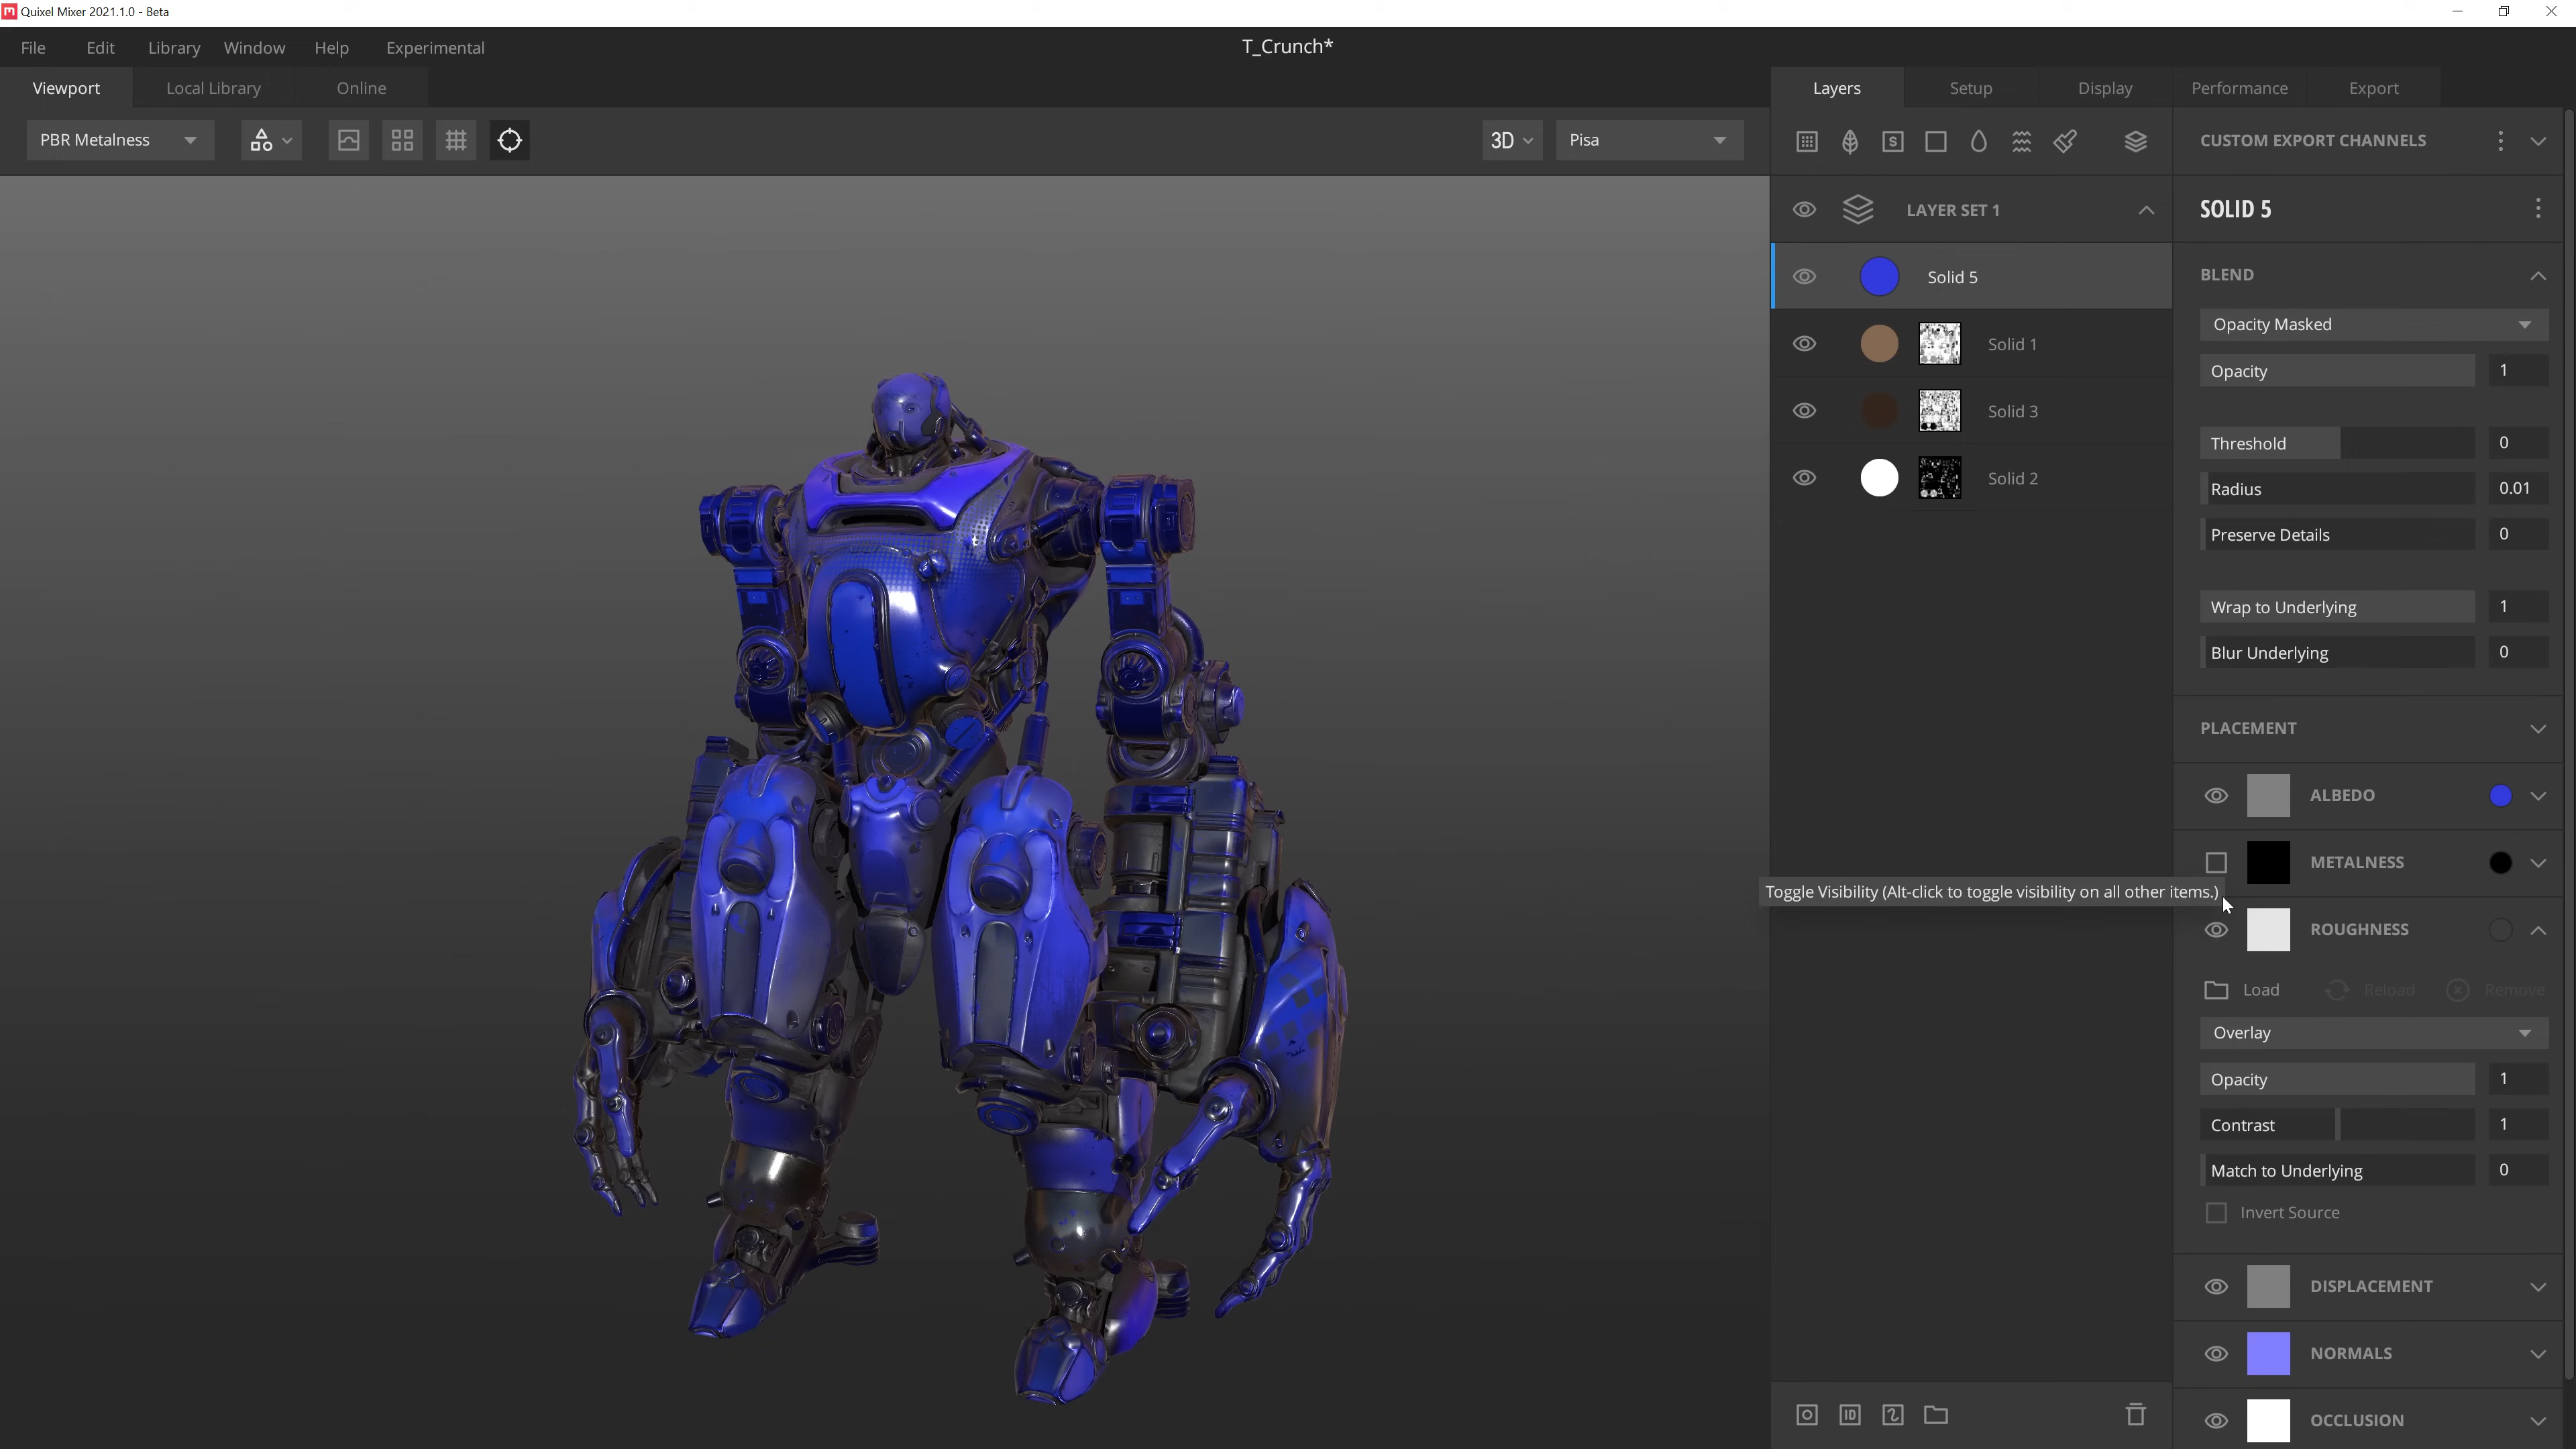 Quixel Mixer 2021.1.0 - Beta
File Edit Library Window Help Experimental
T_Crunch*
Viewport Local Library Online
Layers Setup Display Performance Export
PBR Metalness
3D Pisa
CUSTOM EXPORT CHANNELS
LAYER SET 1
SOLID 5
Solid 5
BLEND
Opacity Masked
Solid 1
Opacity 1
Solid 3
Threshold 0
Solid 2
Radius 0.01
Preserve Details 0
Wrap to Underlying 1
Blur Underlying 0
PLACEMENT
ALBEDO
METALNESS
Toggle Visibility (Alt-click to toggle visibility on all other items.)
ROUGHNESS
Load Reload Remove
Overlay
Opacity 1
Contrast 1
Match to Underlying 0
Invert Source
DISPLACEMENT
NORMALS
ID
OCCLUSION